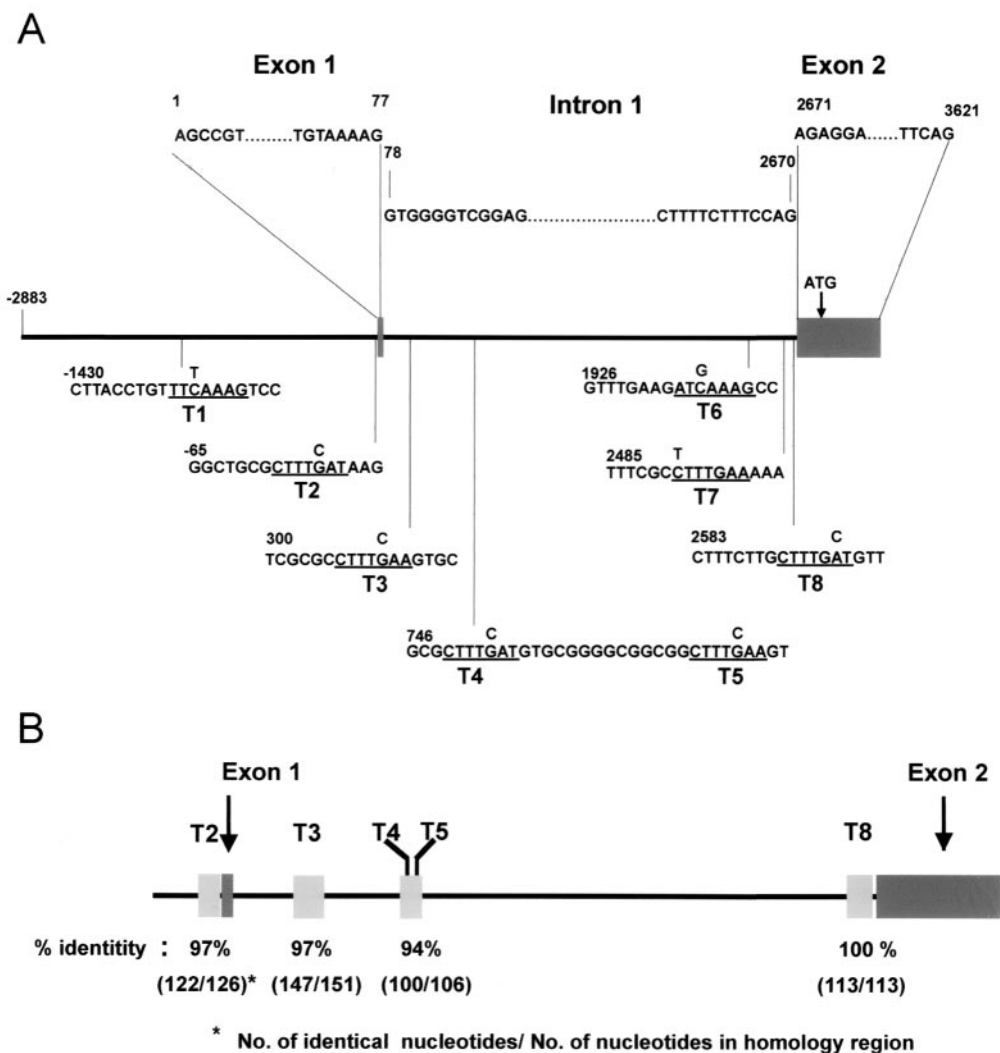 A
Exon 1
Exon 2
1
77
Intron 1
2671
3621
AGCCGT.........TGTAAAAG
AGAGGA......TTCAG
78
2670
GTGGGGTCGGAG........................CTTTTCTTTCCAG
ATG
-2883
-1430
T
CTTACCTGTTTCAAAGTCC
T1
1926
G
GTTTGAAGATCAAAGCC
T6
-65
C
GGCTGCGCTTTGATAAG
T2
2485
T
TTTCGCCTTTGAAAAA
T7
300
C
TCGCGCCTTTGAAGTGC
T3
2583
C
CTTTCTTGCTTTGATGTT
T8
746
C
C
GCGCTTTGATGTGCGGGGCGGCGGCTTTGAAGT
T4
T5
B
Exon 1
Exon 2
T2
T3
T4
T5
T8
% identitity : 97% 97% 94% 100 %
(122/126)* (147/151) (100/106) (113/113)
* No. of identical nucleotides/ No. of nucleotides in homology region